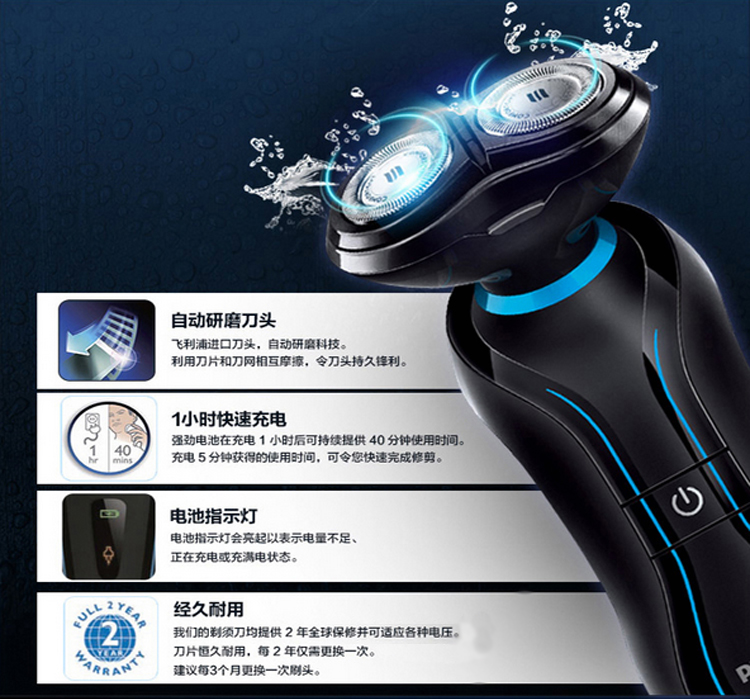 自动研磨刀头
飞利浦进口刀头，自动研磨科技。
利用刀片和刀网相互摩擦，令刀头持久锋利。
1小时快速充电
强劲电池在充电 1 小时后可持续提供 40 分钟使用时间。
充电 5 分钟获得的使用时间，可令您快速完成修剪。
1 hr
40 mins
电池指示灯
电池指示灯会亮起以表示电量不足、
正在充电或充满电状态。
经久耐用
我们的剃须刀均提供 2 年全球保修并可适应各种电压。
刀片恒久耐用，每 2 年仅需更换一次。
建议每3个月更换一次刷头。
FULL 2 YEAR
2
YEAR
WARRANTY